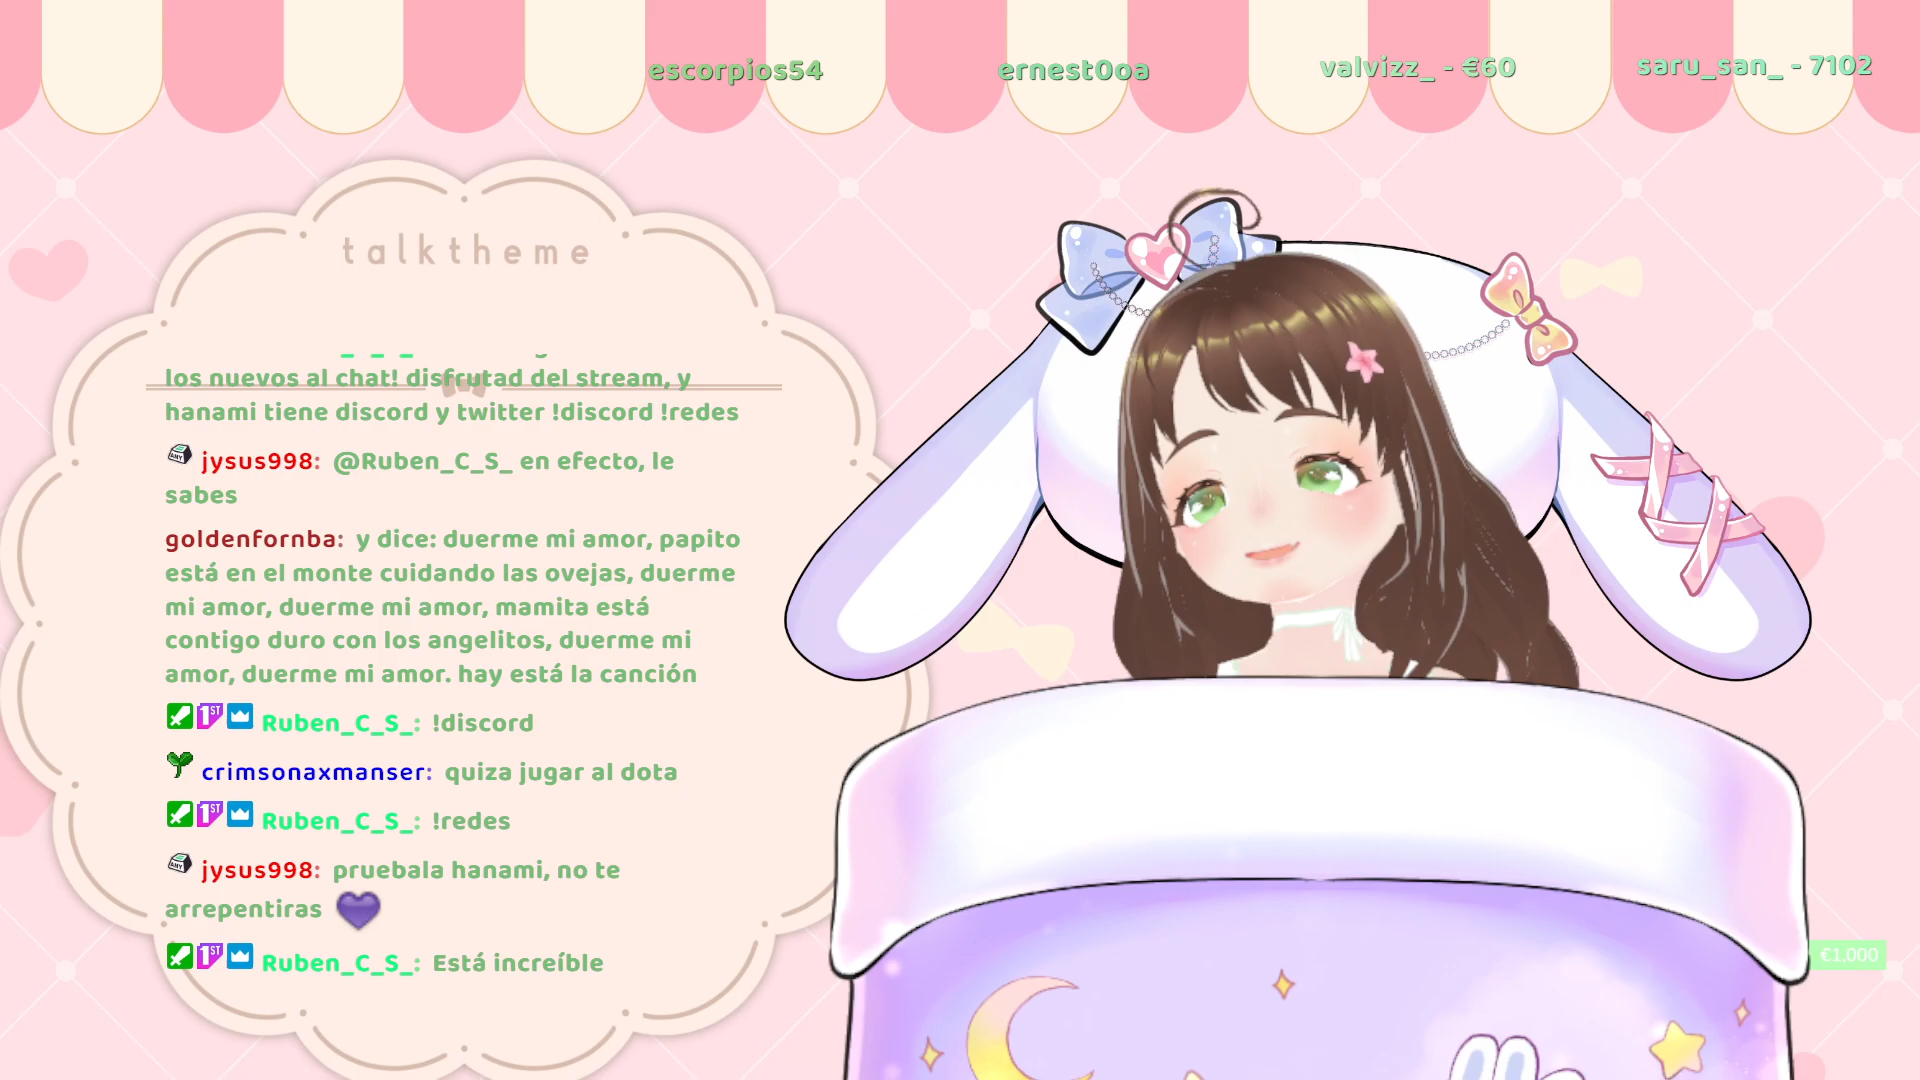 escorpios54
ernest0oa
valvizz_ - €60
saru_san_ - 7102
talktheme
los nuevos al chat! disfrutad del stream, y
hanami tiene discord y twitter !discord !redes
jysus998: @Ruben_C_S_ en efecto, le
sabes
goldenfornba: y dice: duerme mi amor, papito
está en el monte cuidando las ovejas, duerme
mi amor, duerme mi amor, mamita está
contigo duro con los angelitos, duerme mi
amor, duerme mi amor. hay está la canción
1ST Ruben_C_S_: !discord
crimsonaxmanser: quiza jugar al dota
1ST Ruben_C_S_: !redes
jysus998: pruebala hanami, no te
arrepentiras
1ST Ruben_C_S_: Está increíble
€1,000